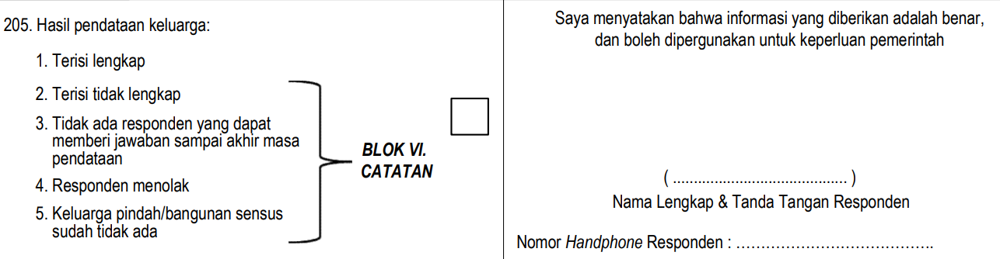 205. Hasil pendataan keluarga:
1. Terisi lengkap
2. Terisi tidak lengkap
3. Tidak ada responden yang dapat
memberi jawaban sampai akhir masa
pendataan
4. Responden menolak
5. Keluarga pindah/bangunan sensus
sudah tidak ada
BLOK VI.
CATATAN
Saya menyatakan bahwa informasi yang diberikan adalah benar,
dan boleh dipergunakan untuk keperluan pemerintah
( .......................................... )
Nama Lengkap & Tanda Tangan Responden
Nomor Handphone Responden : …………………………………..